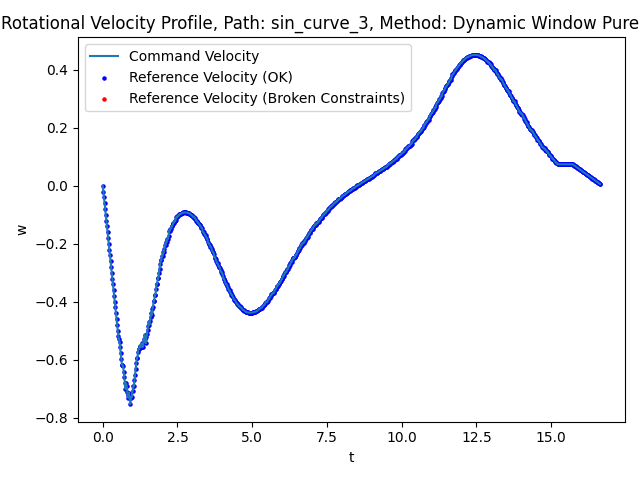 Rotational Velocity Profile, Path: sin_curve_3, Method: Dynamic Window Pure
Command Velocity
Reference Velocity (OK)
Reference Velocity (Broken Constraints)
0.4
0.2
0.0
−0.2
−0.4
−0.6
−0.8
w
0.0 2.5 5.0 7.5 10.0 12.5 15.0
t